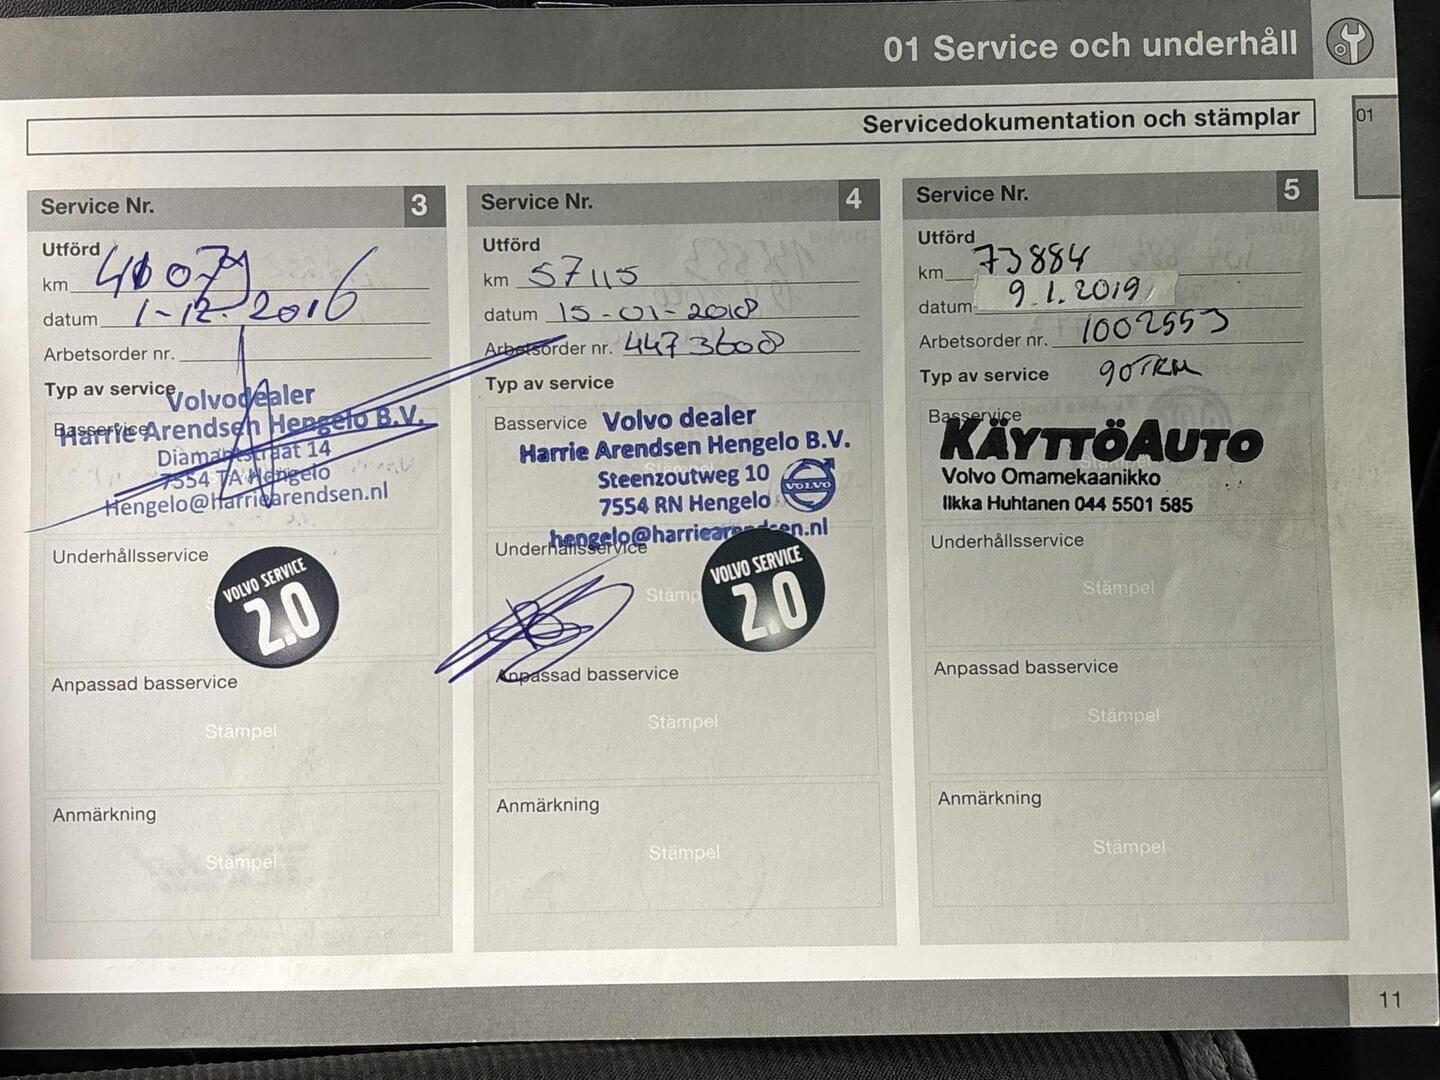 01 Service och underhåll
01
Servicedokumentation och stämplar
Service Nr. 3
Utförd
km 41079
datum 1-12-2016
Arbetsorder nr.
Typ av service
Basservice
Volvodealer
Harrie Arendsen Hengelo B.V.
Diamantstraat 14
7554 TA Hengelo
Hengelo@harriearendsen.nl
Underhållsservice
VOLVO SERVICE
2.0
Anpassad basservice
Stämpel
Anmärkning
Stämpel
Service Nr. 4
Utförd
km 57115
datum 15-01-2018
Arbetsorder nr. 4473608
Typ av service
Basservice
Volvo dealer
Harrie Arendsen Hengelo B.V.
Steenzoutweg 10
7554 RN Hengelo
VOLVO
hengelo@harriearendsen.nl
Underhållsservice
Stämp
VOLVO SERVICE
2.0
Anpassad basservice
Stämpel
Anmärkning
Stämpel
Service Nr. 5
Utförd
km 73884
datum 9.1.2019
Arbetsorder nr. 1002553
Typ av service 90TKM
Basservice
KÄYTTÖAUTO
Volvo Omamekaanikko
Ilkka Huhtanen 044 5501 585
Underhållsservice
Stämpel
Anpassad basservice
Stämpel
Anmärkning
Stämpel
11